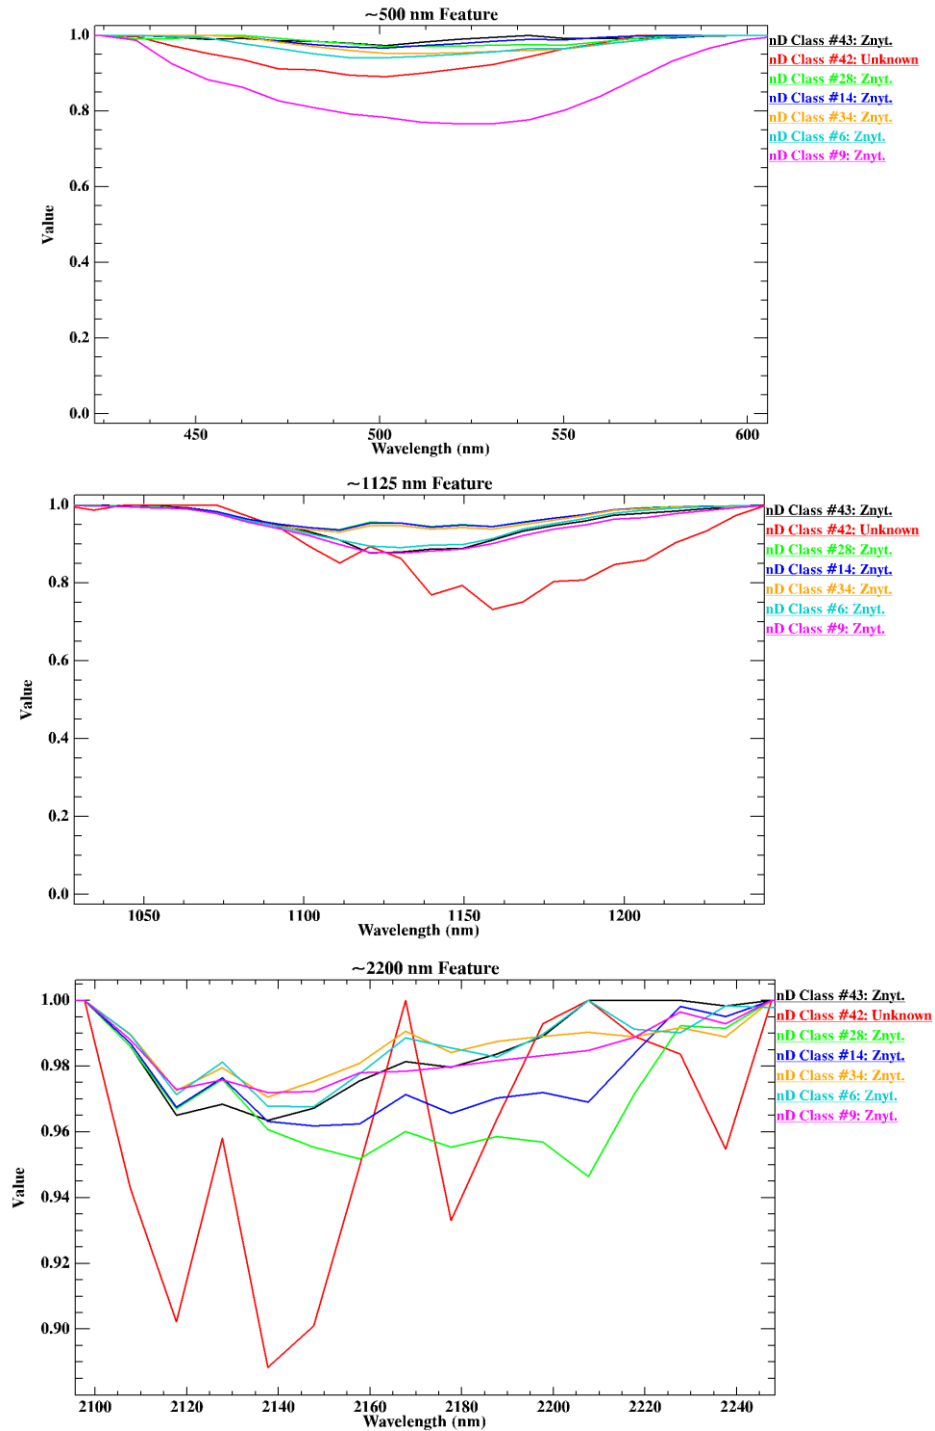 ~500 nm Feature
1.0
0.8
0.6
0.4
0.2
0.0
Value
450 500 550 600
Wavelength (nm)
nD Class #43: Znyt.
nD Class #42: Unknown
nD Class #28: Znyt.
nD Class #14: Znyt.
nD Class #34: Znyt.
nD Class #6: Znyt.
nD Class #9: Znyt.
~1125 nm Feature
1.0
0.8
0.6
0.4
0.2
0.0
Value
1050 1100 1150 1200
Wavelength (nm)
nD Class #43: Znyt.
nD Class #42: Unknown
nD Class #28: Znyt.
nD Class #14: Znyt.
nD Class #34: Znyt.
nD Class #6: Znyt.
nD Class #9: Znyt.
~2200 nm Feature
1.00
0.98
0.96
0.94
0.92
0.90
Value
2100 2120 2140 2160 2180 2200 2220 2240
Wavelength (nm)
nD Class #43: Znyt.
nD Class #42: Unknown
nD Class #28: Znyt.
nD Class #14: Znyt.
nD Class #34: Znyt.
nD Class #6: Znyt.
nD Class #9: Znyt.